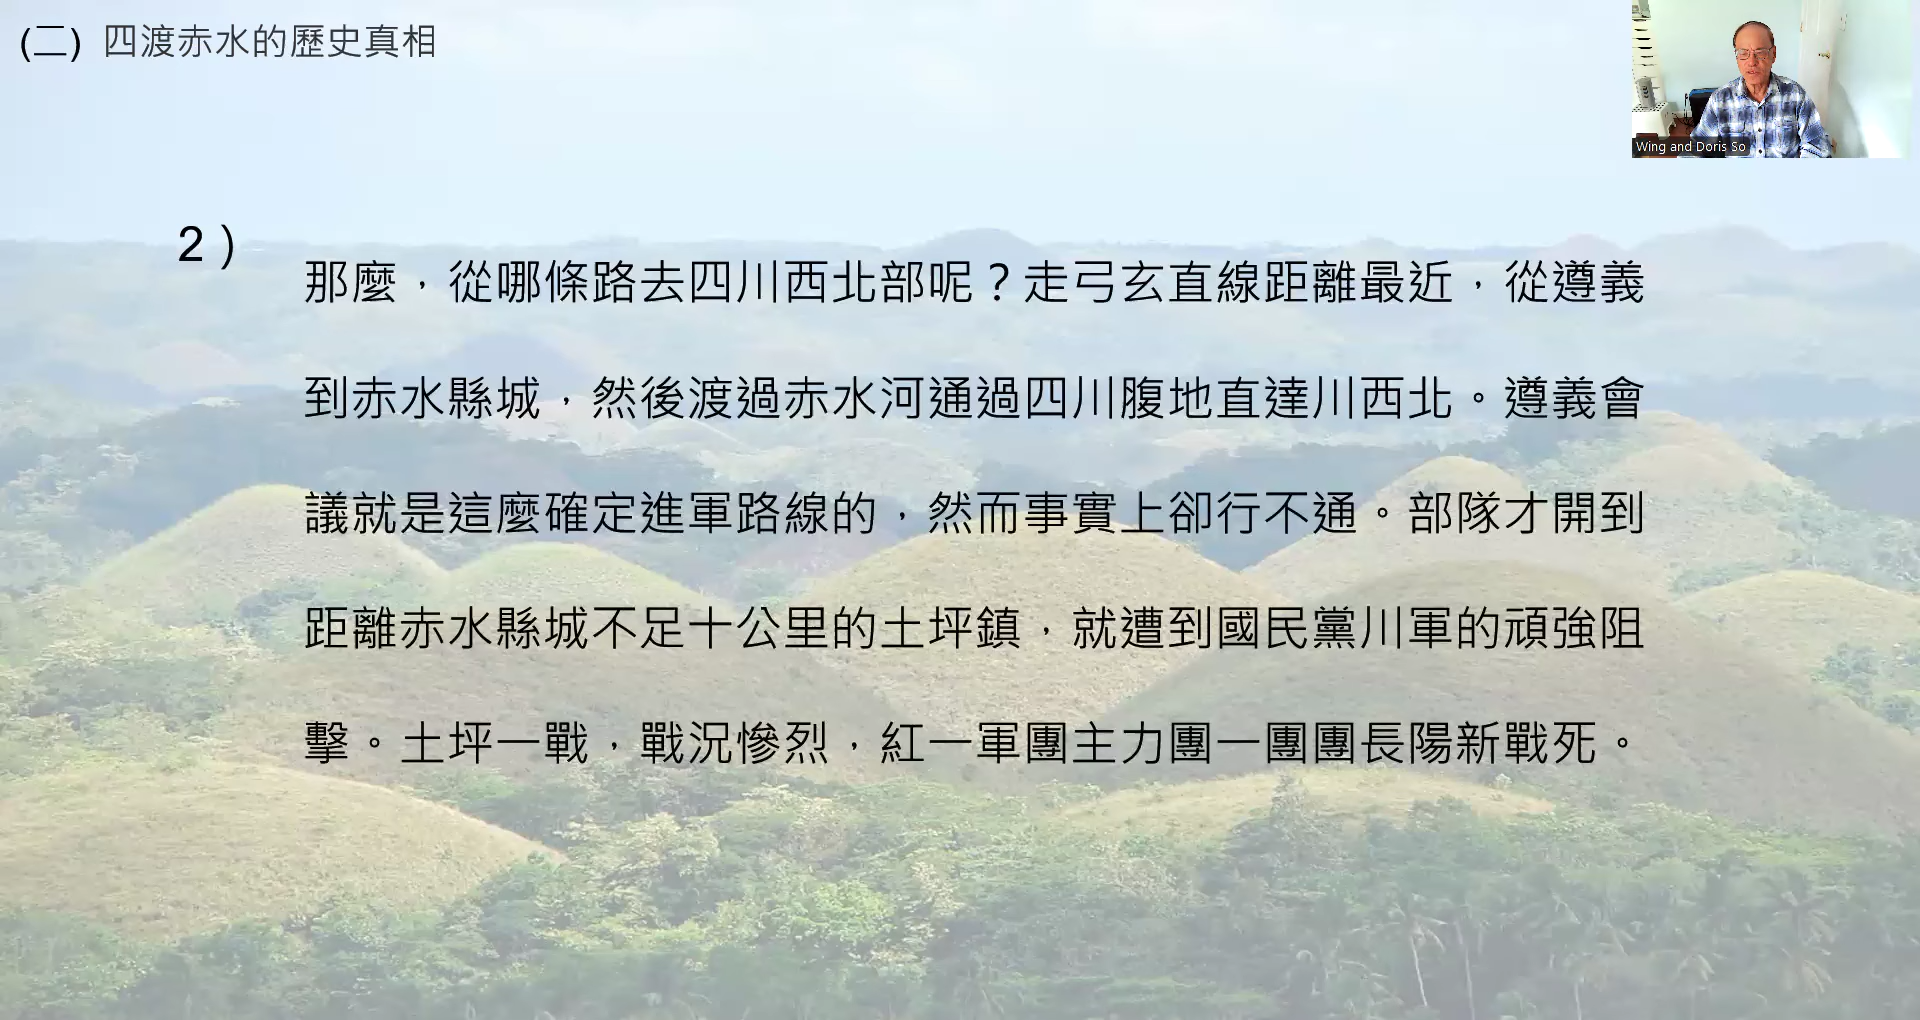 (二) 四渡赤水的歷史真相
Wing and Doris So
2）
那麼，從哪條路去四川西北部呢？走弓玄直線距離最近，從遵義
到赤水縣城，然後渡過赤水河通過四川腹地直達川西北。遵義會
議就是這麼確定進軍路線的，然而事實上卻行不通。部隊才開到
距離赤水縣城不足十公里的土坪鎮，就遭到國民黨川軍的頑強阻
擊。土坪一戰，戰況慘烈，紅一軍團主力團一團團長陽新戰死。